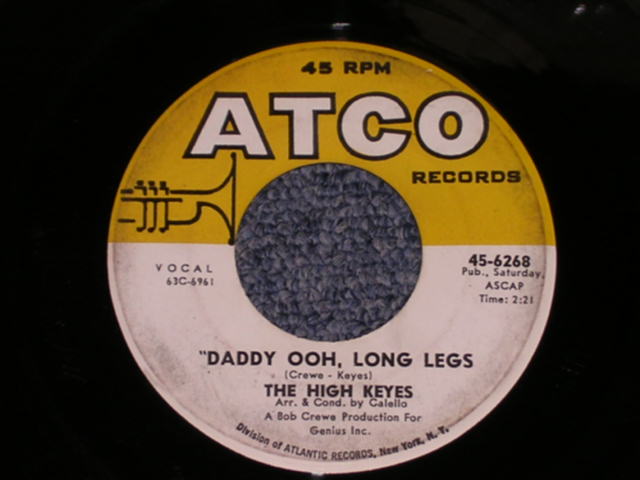 45 RPM
ATCO
RECORDS
VOCAL
63C-6961
45-6268
Pub., Saturday,
ASCAP
Time: 2:21
"DADDY OOH, LONG LEGS
(Crewe - Keyes)
THE HIGH KEYES
Arr. & Cond. by Calello
A Bob Crewe Production For
Genius Inc.
Division of ATLANTIC RECORDS, New York, N. Y.